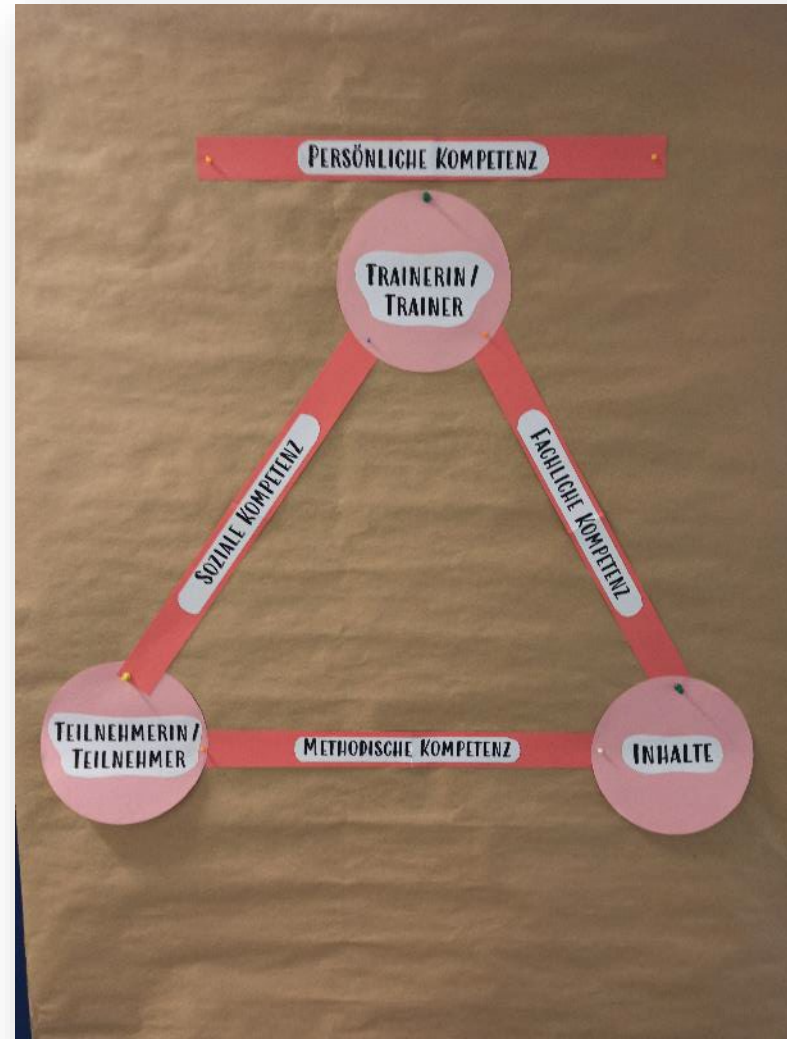 PERSÖNLICHE KOMPETENZ
TRAINERIN /
TRAINER
SOZIALE KOMPETENZ
FACHLICHE KOMPETENZ
TEILNEHMERIN /
TEILNEHMER
METHODISCHE KOMPETENZ
INHALTE